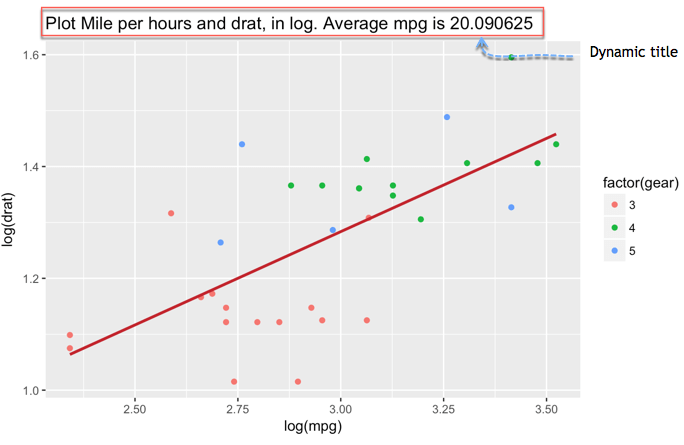 Plot Mile per hours and drat, in log. Average mpg is 20.090625
Dynamic title
1.6
1.4
1.2
1.0
log(drat)
2.50 2.75 3.00 3.25 3.50
log(mpg)
factor(gear)
3
4
5